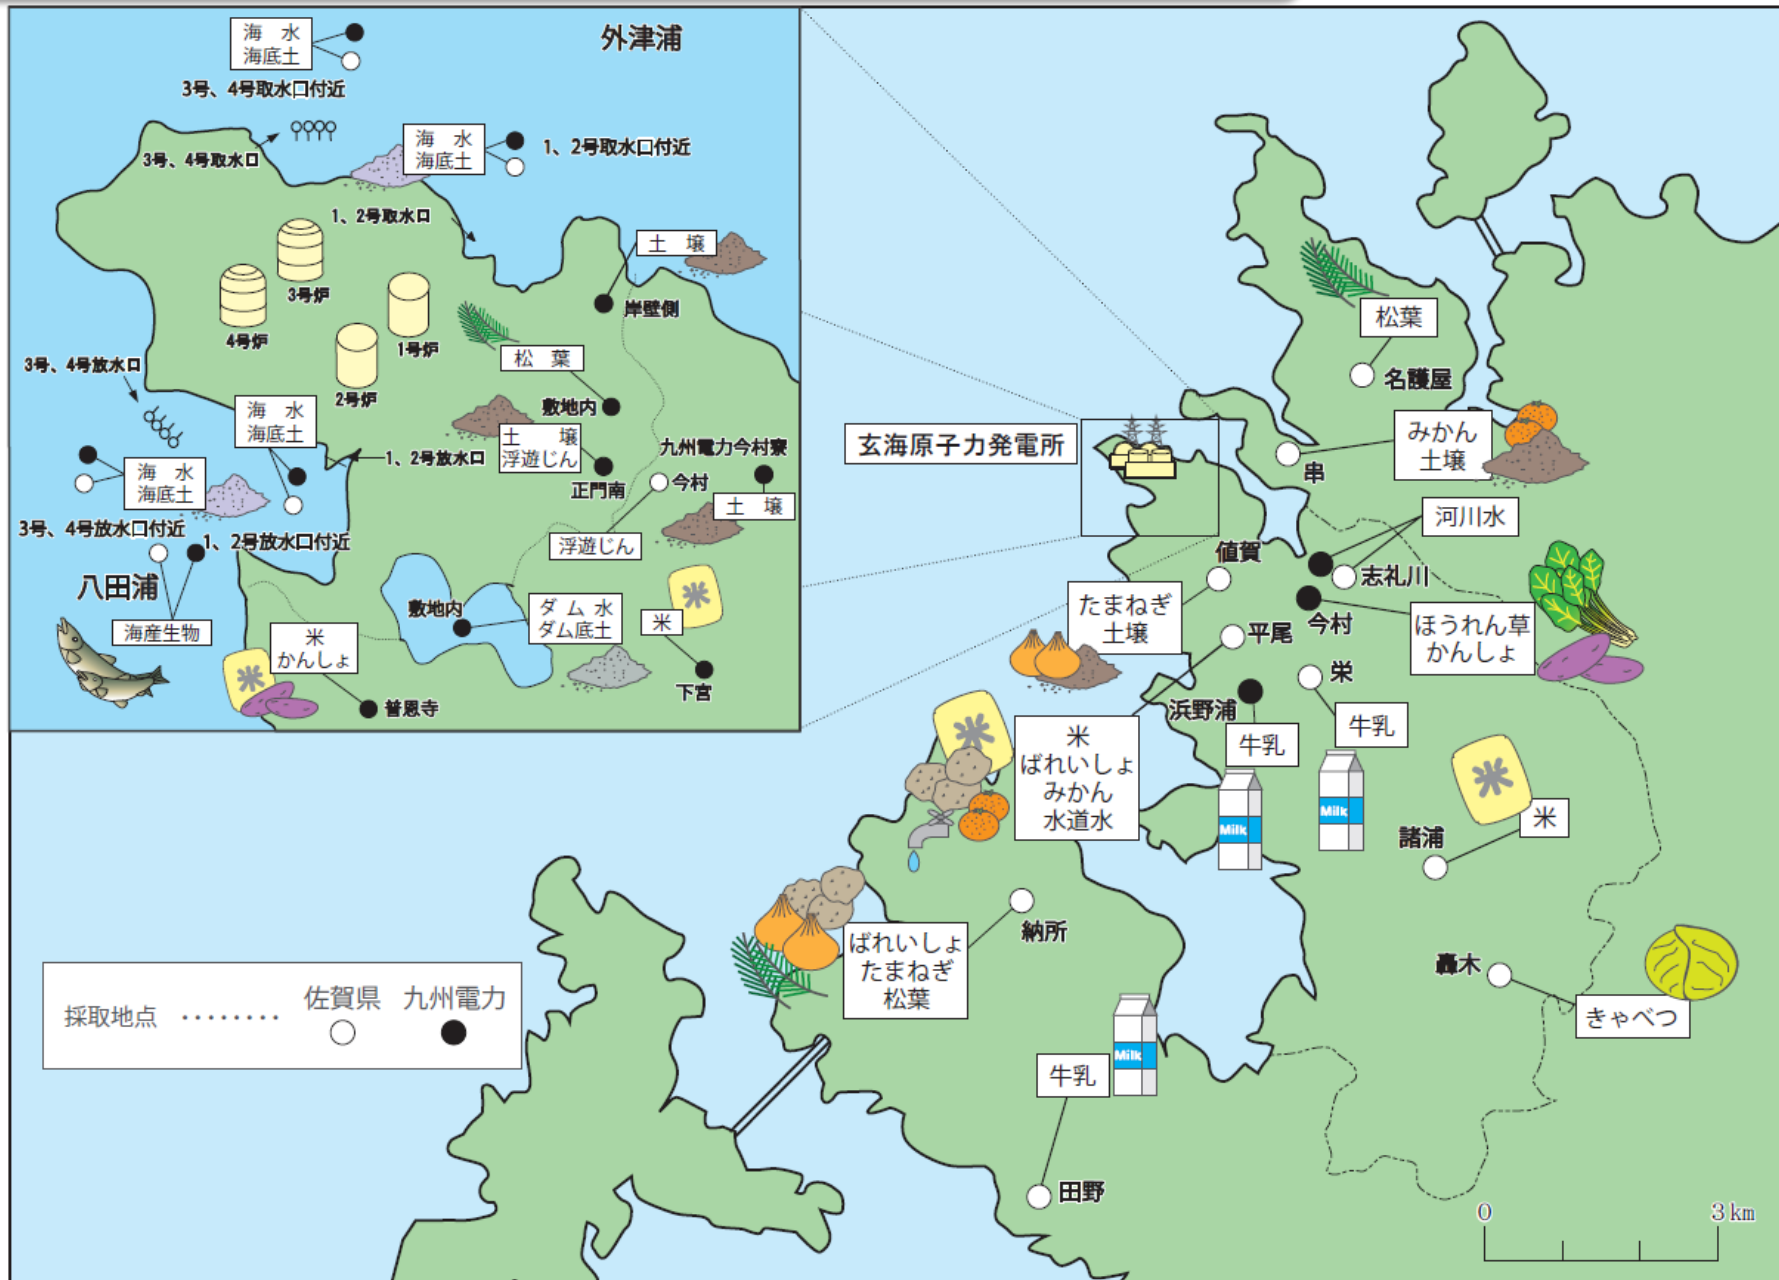 外津浦
海 水
海底土
3号、4号取水口付近
3号、4号取水口
海 水
海底土
1、2号取水口付近
1、2号取水口
土 壌
岸壁側
3号炉
4号炉
1号炉
2号炉
松 葉
敷地内
3号、4号放水口
海 水
海底土
1、2号放水口
土 壌
浮遊じん
正門南
九州電力今村寮
今村
土 壌
浮遊じん
海 水
海底土
3号、4号放水口付近
1、2号放水口付近
八田浦
海産生物
米
かんしょ
普恩寺
敷地内
ダ ム 水
ダム底土
米
下宮
松葉
名護屋
玄海原子力発電所
みかん
土壌
串
河川水
値賀
志礼川
たまねぎ
土壌
今村
ほうれん草
かんしょ
平尾
栄
浜野浦
牛乳
牛乳
Milk
Milk
米
ばれいしょ
みかん
水道水
米
諸浦
納所
ばれいしょ
たまねぎ
松葉
轟木
きゃべつ
採取地点 ········
佐賀県
九州電力
牛乳
Milk
田野
0
3km